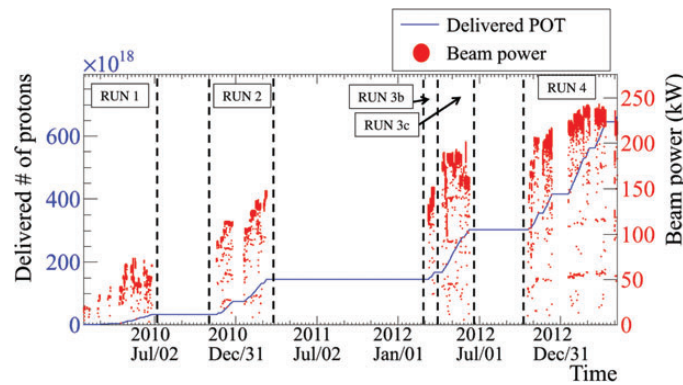 Delivered POT
Beam power
×10¹⁸
RUN 1
RUN 2
RUN 3b
RUN 3c
RUN 4
Delivered # of protons
600
400
200
0
250
200
150
100
50
0
Beam power (kW)
2010 2010 2011 2012 2012 2012
Jul/02 Dec/31 Jul/02 Jan/01 Jul/01 Dec/31
Time